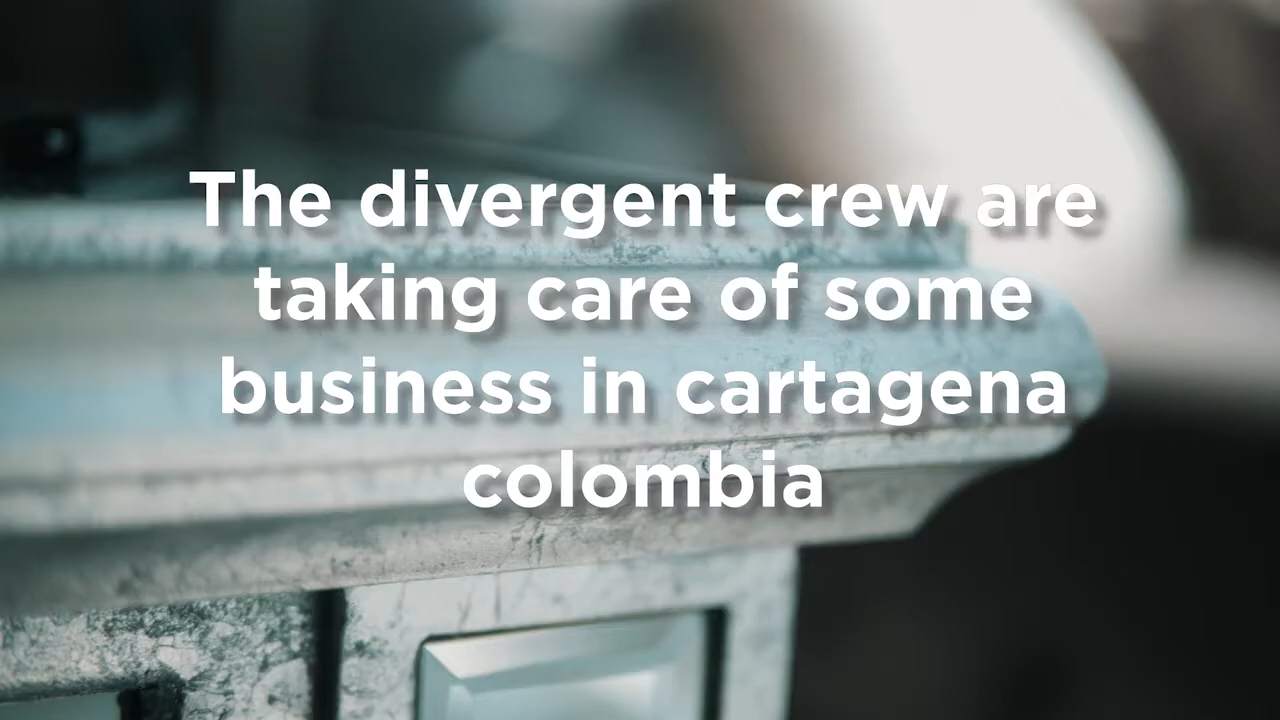 The divergent crew are
taking care of some
business in cartagena
colombia